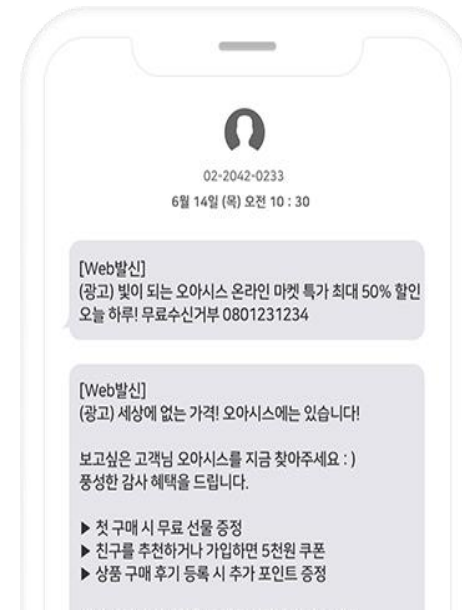 02-2042-0233
6월 14일 (목) 오전 10 : 30
[Web발신]
(광고) 빛이 되는 오아시스 온라인 마켓 특가 최대 50% 할인
오늘 하루! 무료수신거부 0801231234
[Web발신]
(광고) 세상에 없는 가격! 오아시스에는 있습니다!
보고싶은 고객님 오아시스를 지금 찾아주세요 : )
풍성한 감사 혜택을 드립니다.
▶ 첫 구매 시 무료 선물 증정
▶ 친구를 추천하거나 가입하면 5천원 쿠폰
▶ 상품 구매 후기 등록 시 추가 포인트 증정